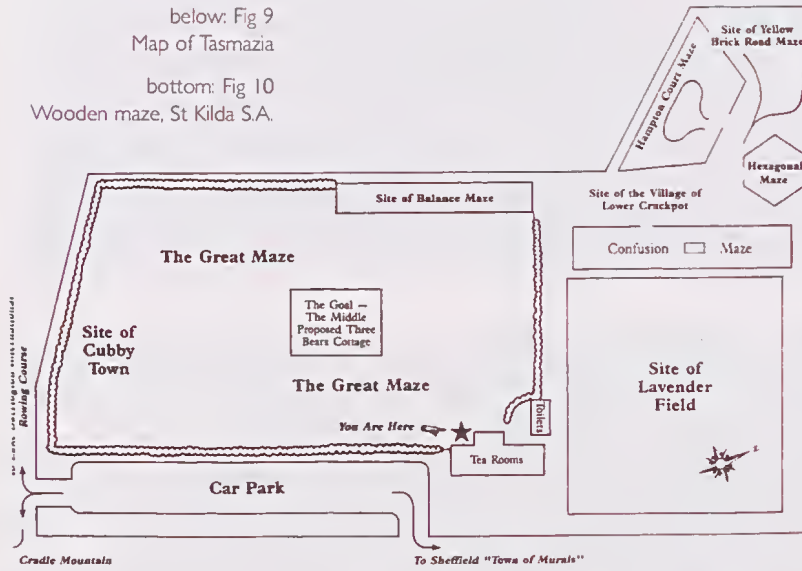 below: Fig 9
Map of Tasmazia
bottom: Fig 10
Wooden maze, St Kilda S.A.
Site of Yellow
Brick Road Maze
Hampton Court Maze
Hexagonal
Maze
Site of the Village of
Lower Crackpot
Site of Balance Maze
Confusion Maze
The Great Maze
The Goal —
The Middle
Proposed Three
Bears Cottage
Site of
Cubby
Town
The Great Maze
Site of
Lavender
Field
Rowing Course
You Are Here
Toilets
Tea Rooms
Car Park
Cradle Mountain
To Sheffield "Town of Murals"